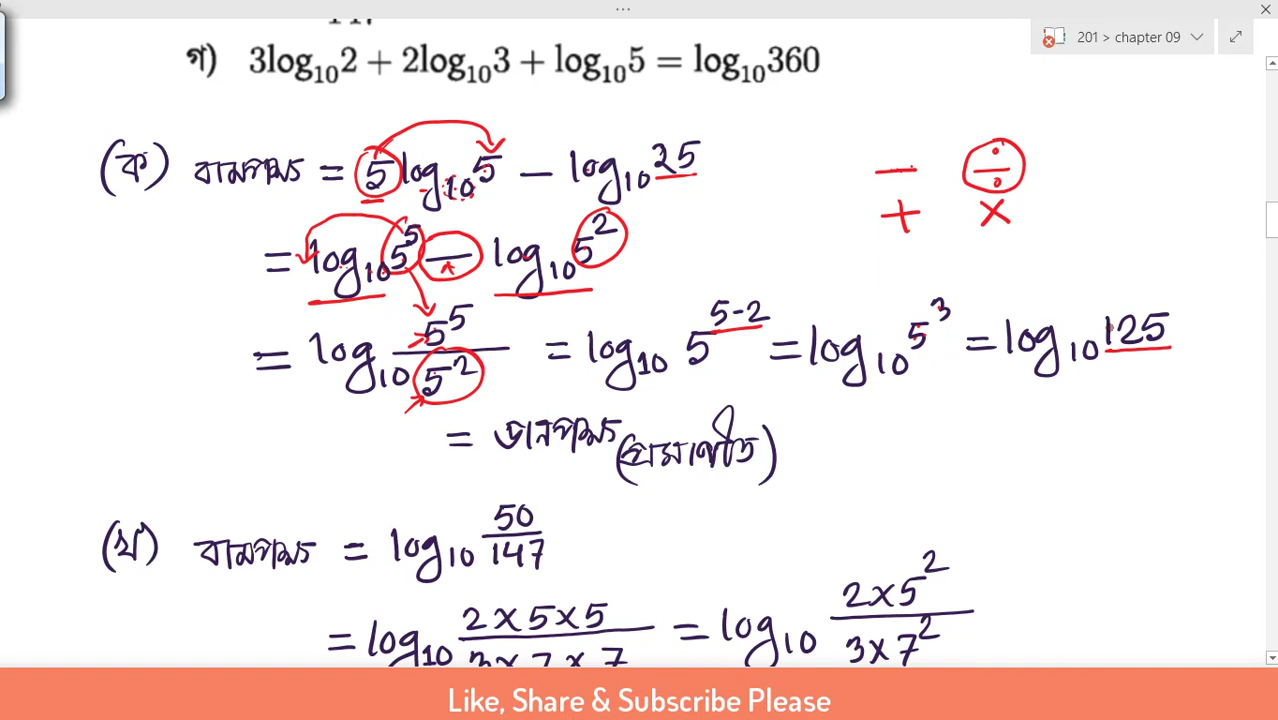 201 > chapter 09
গ) 3log₁₀2 + 2log₁₀3 + log₁₀5 = log₁₀360
(ক) বামপক্ষ = 5log₁₀5 − log₁₀25
− ÷
+ ×
= log₁₀5⁵ − log₁₀5²
= log₁₀ 5⁵/5² = log₁₀ 5⁵⁻² = log₁₀5³ = log₁₀125
= ডানপক্ষ (প্রমাণিত)
(খ) বামপক্ষ = log₁₀ 50/147
= log₁₀ (2×5×5)/(3×7×7) = log₁₀ (2×5²)/(3×7²)
Like, Share & Subscribe Please